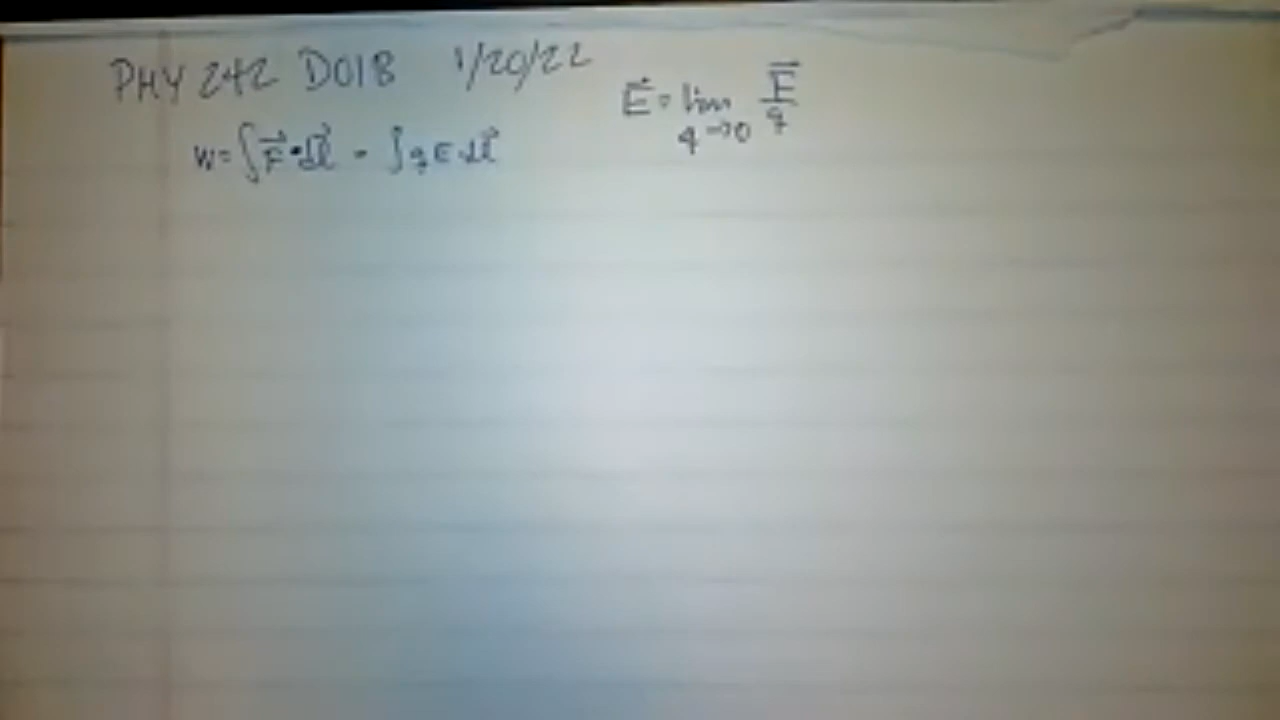 PHY 242 D01B 1/20/22
E⃗ = lim q→0 F⃗/q
W = ∫F⃗•dl⃗ = ∫qE·dl⃗